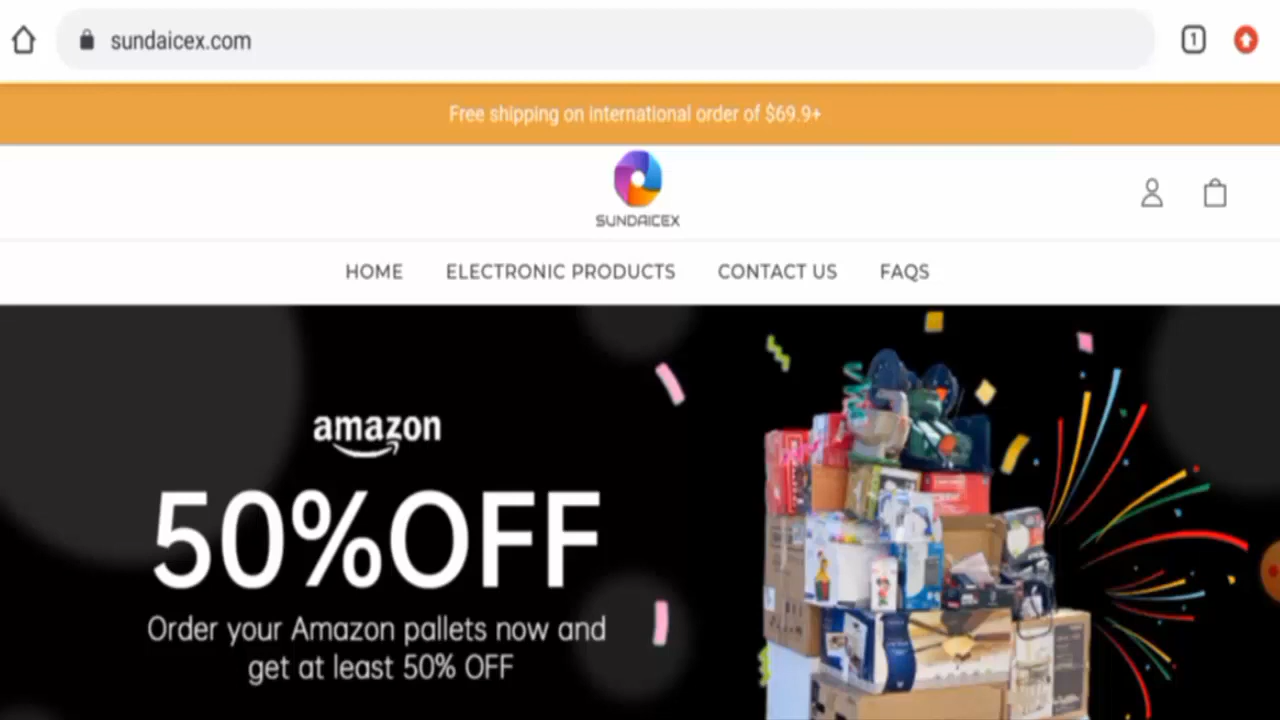 sundaicex.com
1
Free shipping on international order of $69.9+
SUNDAICEX
HOME ELECTRONIC PRODUCTS CONTACT US FAQS
amazon
50%OFF
Order your Amazon pallets now and
get at least 50% OFF